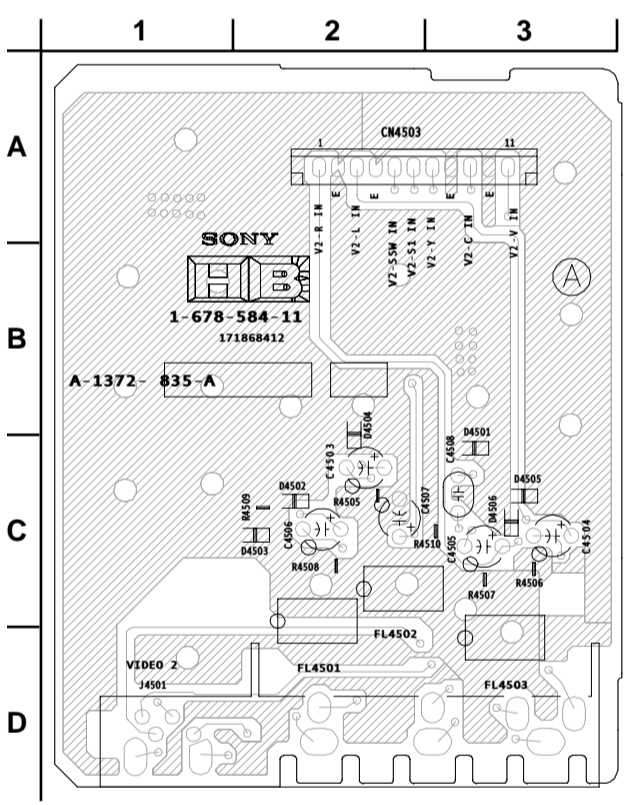 1 2 3
A
CN4503
1 11
E E E E
V2-R IN
V2-L IN
V2-SSW IN
V2-S1 IN
V2-Y IN
V2-C IN
V2-V IN
SONY
HB
A
1-678-584-11
B
171868412
A-1372- 835-A
D4504
D4501
C4503
C4508
D4502
D4505
R4509
R4505
C4507
D4506
C
C4506
R4510
C4505
C4504
D4503
R4508
R4507
R4506
FL4502
VIDEO 2
FL4501
J4501
FL4503
D